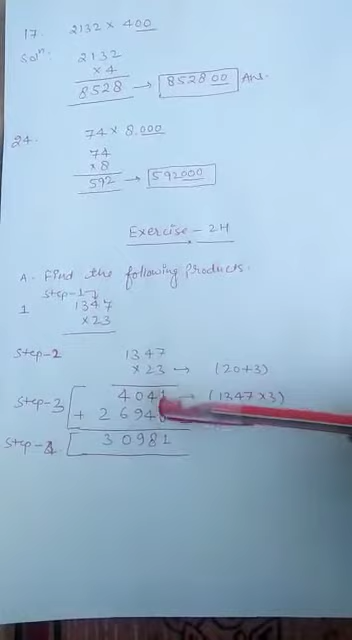 17. 2132 × 400
Solⁿ. 2132
× 4
8528 → 852800 Ans.
24. 74 × 8,000
74
× 8
592 → 592000
Exercise - 2H
A. Find the following products.
Step-1
1 1347
× 23
Step-2 1347
× 23 → (20+3)
Step-3 4041 → (1347×3)
+ 26940
Step-4 30981